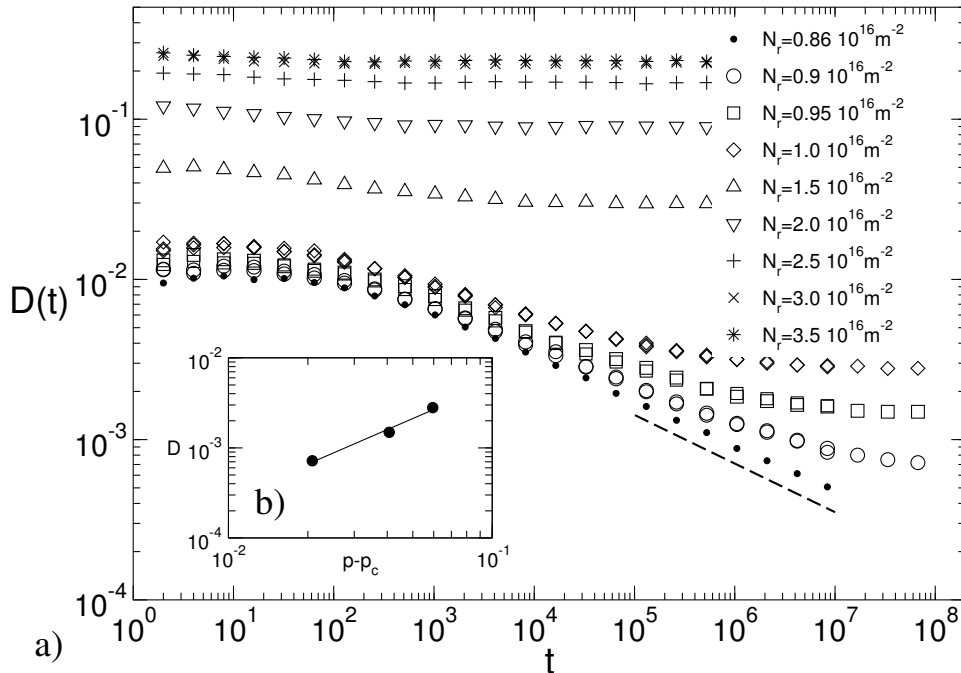 N_r=0.86 10^16 m^-2
N_r=0.9 10^16 m^-2
N_r=0.95 10^16 m^-2
N_r=1.0 10^16 m^-2
N_r=1.5 10^16 m^-2
N_r=2.0 10^16 m^-2
N_r=2.5 10^16 m^-2
N_r=3.0 10^16 m^-2
N_r=3.5 10^16 m^-2
10^-1
10^-2
D(t)
10^-3
10^-4
10^-2
D 10^-3
b)
10^-4
10^-2 10^-1
p-p_c
10^0 10^1 10^2 10^3 10^4 10^5 10^6 10^7 10^8
a)
t